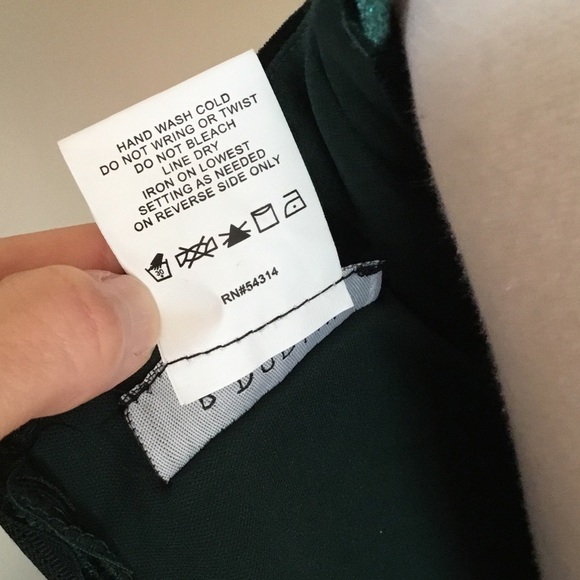 HAND WASH COLD
DO NOT WRING OR TWIST
DO NOT BLEACH
LINE DRY
IRON ON LOWEST
SETTING AS NEEDED
ON REVERSE SIDE ONLY
30
RN#54314